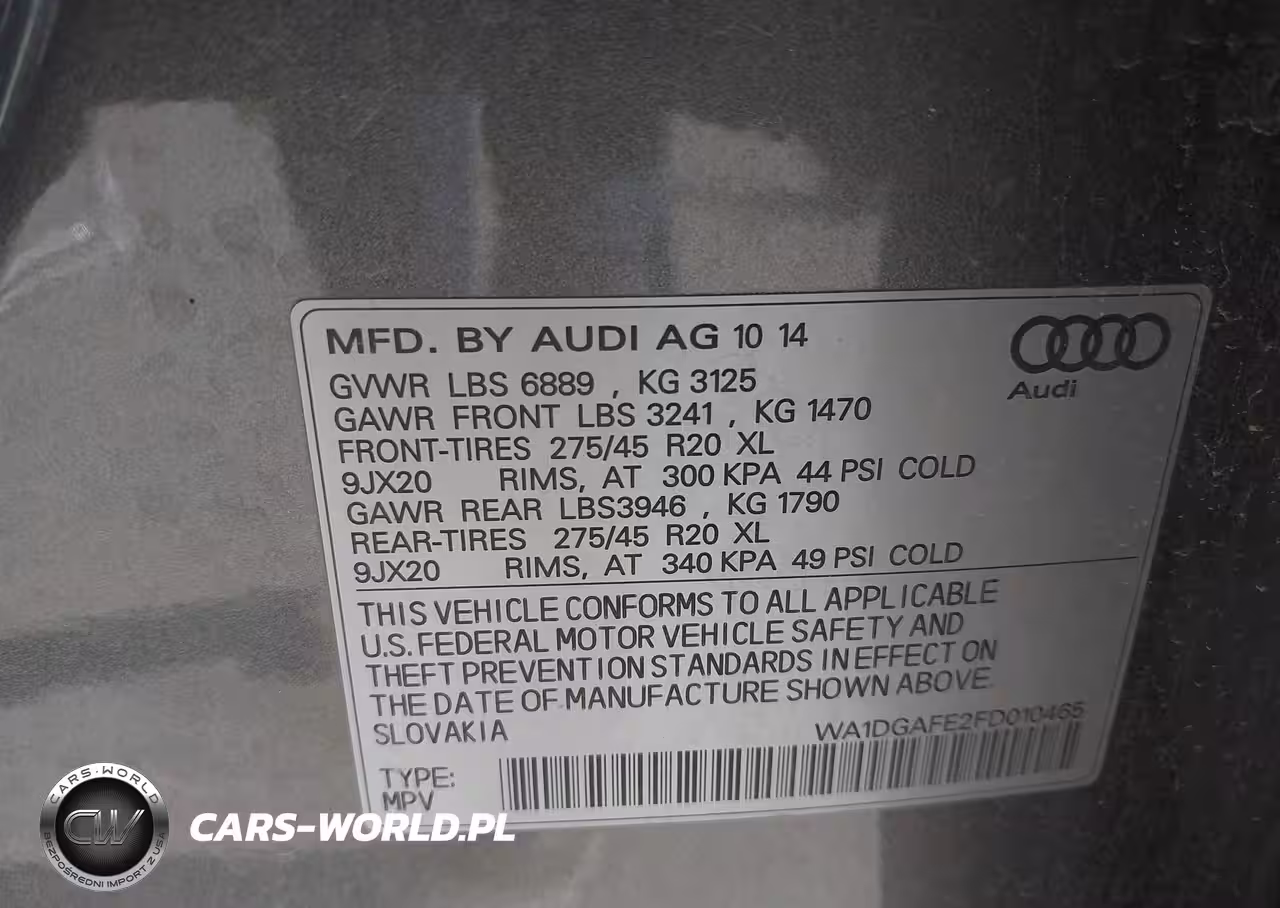 MFD. BY AUDI AG 10 14
Audi
GVWR LBS 6889 , KG 3125
GAWR FRONT LBS 3241 , KG 1470
FRONT-TIRES 275/45 R20 XL
9JX20 RIMS, AT 300 KPA 44 PSI COLD
GAWR REAR LBS3946 , KG 1790
REAR-TIRES 275/45 R20 XL
9JX20 RIMS, AT 340 KPA 49 PSI COLD
THIS VEHICLE CONFORMS TO ALL APPLICABLE
U.S. FEDERAL MOTOR VEHICLE SAFETY AND
THEFT PREVENTION STANDARDS IN EFFECT ON
THE DATE OF MANUFACTURE SHOWN ABOVE.
SLOVAKIA
WA1DGAFE2FD010465
TYPE:
MPV
CARS-WORLD
CW
BEZPOŚREDNI IMPORT Z USA
CARS-WORLD.PL